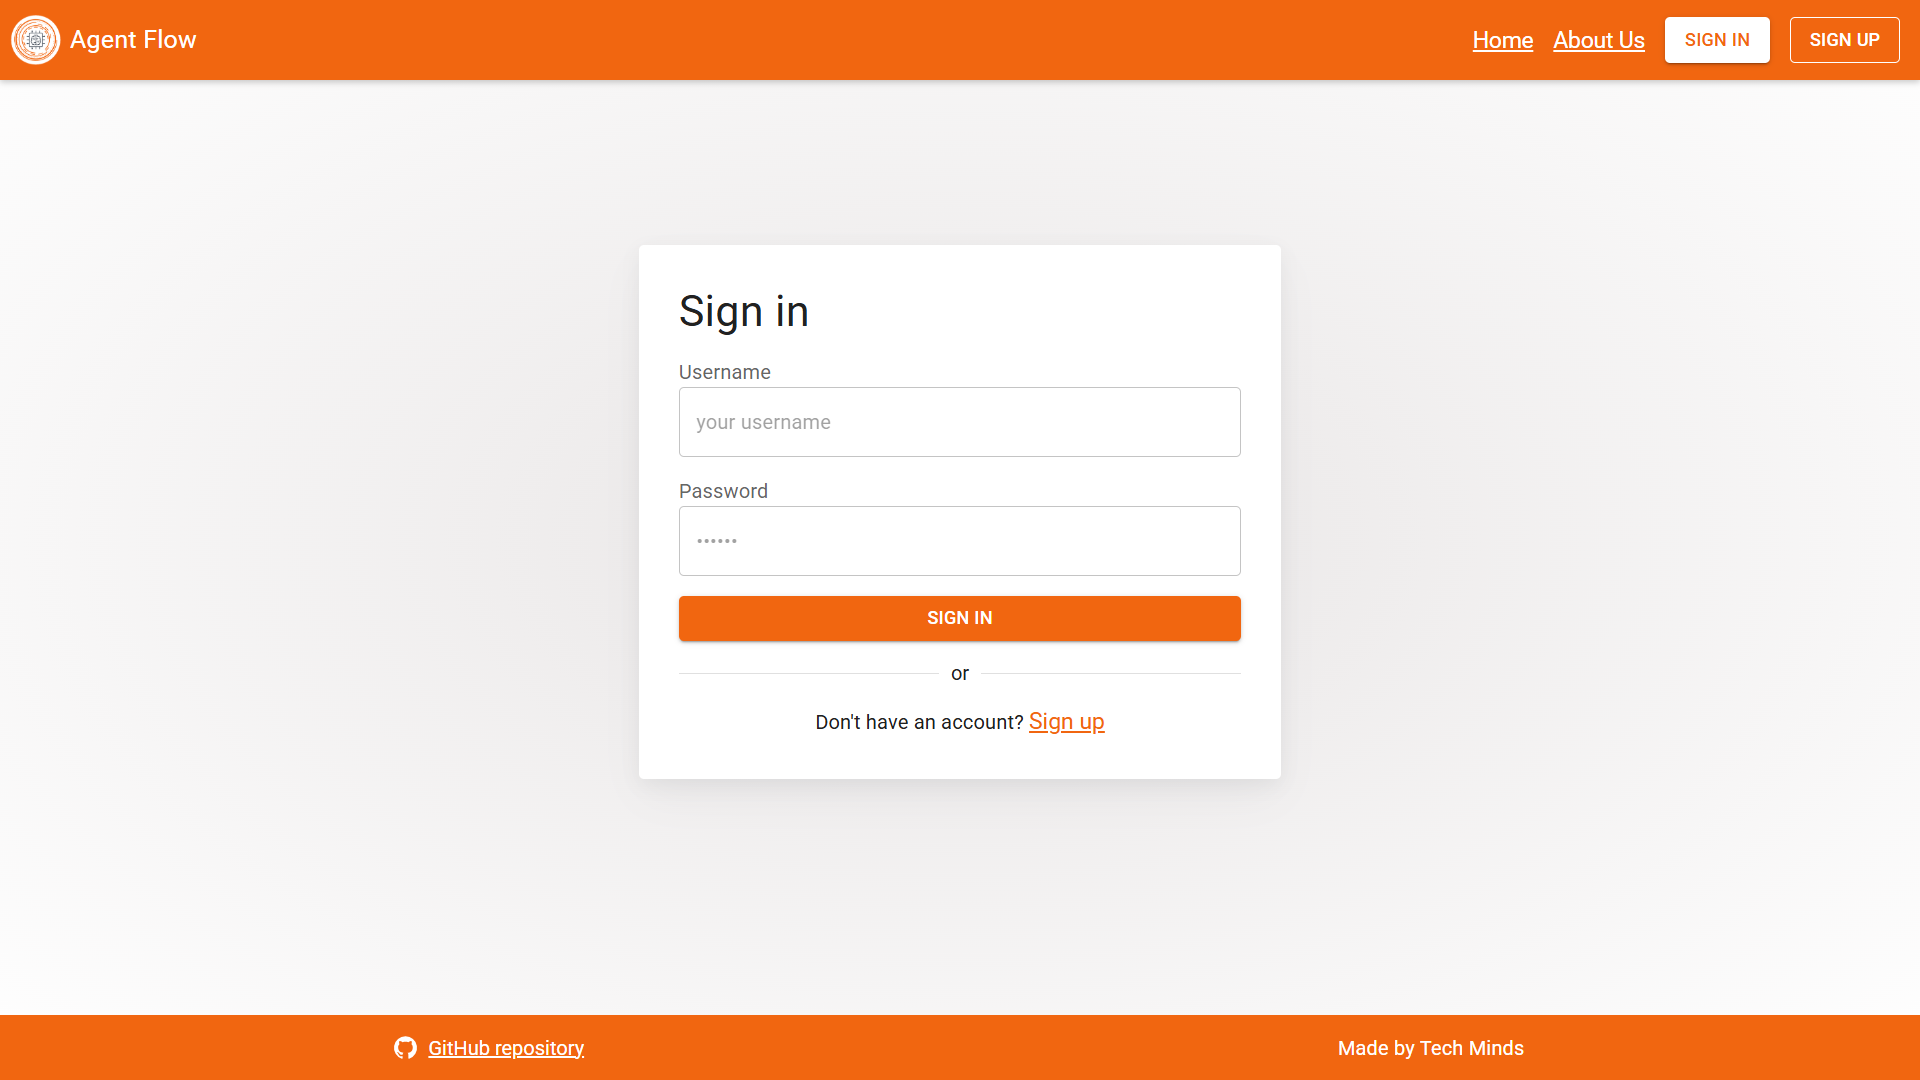 Agent Flow
Home About Us SIGN IN SIGN UP
Sign in
Username
your username
Password
••••••
SIGN IN
or
Don't have an account? Sign up
GitHub repository
Made by Tech Minds